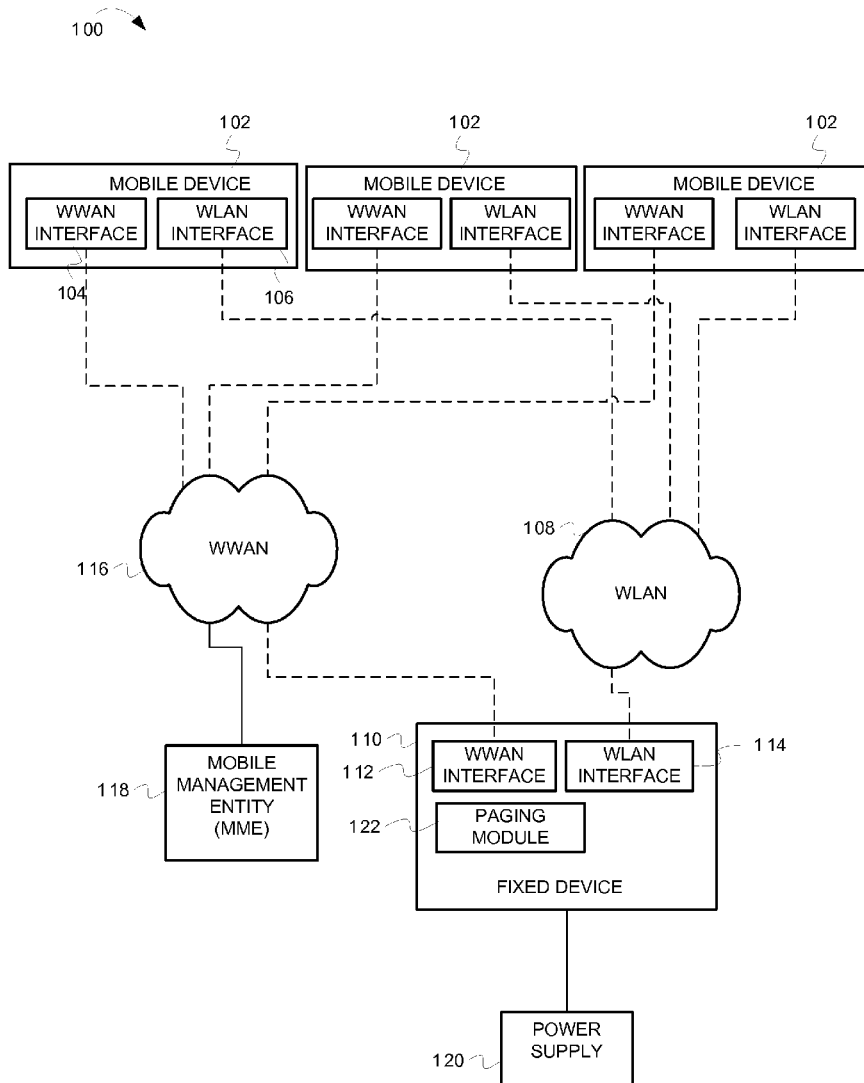 100
102
102
102
MOBILE DEVICE
MOBILE DEVICE
MOBILE DEVICE
WWAN
INTERFACE
WLAN
INTERFACE
WWAN
INTERFACE
WLAN
INTERFACE
WWAN
INTERFACE
WLAN
INTERFACE
104
106
108
WWAN
116
WLAN
110
WWAN
INTERFACE
WLAN
INTERFACE
114
112
MOBILE
MANAGEMENT
ENTITY
(MME)
118
PAGING
MODULE
122
FIXED DEVICE
POWER
SUPPLY
120